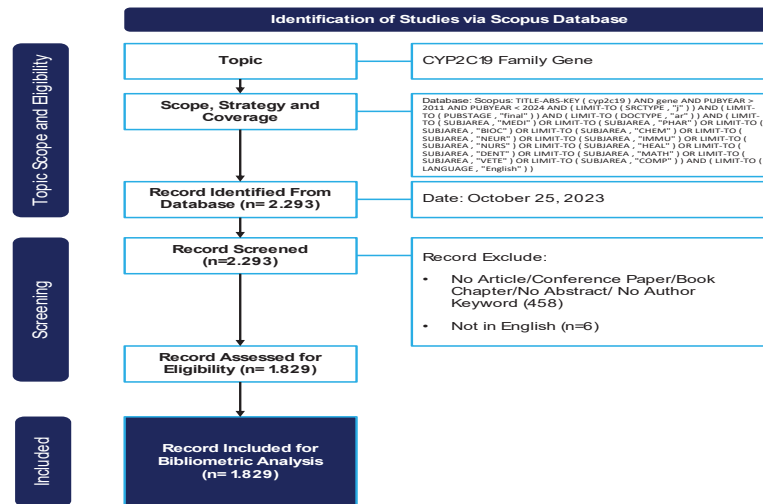 Identification of Studies via Scopus Database
Topic Scope and Eligibility
Topic
CYP2C19 Family Gene
Scope, Strategy and
Coverage
Database: Scopus: TITLE-ABS-KEY ( cyp2c19 ) AND gene AND PUBYEAR >
2011 AND PUBYEAR < 2024 AND ( LIMIT-TO ( SRCTYPE , "j" ) ) AND ( LIMIT-
TO ( PUBSTAGE , "final" ) ) AND ( LIMIT-TO ( DOCTYPE , "ar" ) ) AND ( LIMIT-
TO ( SUBJAREA , "MEDI" ) OR LIMIT-TO ( SUBJAREA , "PHAR" ) OR LIMIT-TO (
SUBJAREA , "BIOC" ) OR LIMIT-TO ( SUBJAREA , "CHEM" ) OR LIMIT-TO (
SUBJAREA , "NEUR" ) OR LIMIT-TO ( SUBJAREA , "IMMU" ) OR LIMIT-TO (
SUBJAREA , "NURS" ) OR LIMIT-TO ( SUBJAREA , "HEAL" ) OR LIMIT-TO (
SUBJAREA , "DENT" ) OR LIMIT-TO ( SUBJAREA , "MATH" ) OR LIMIT-TO (
SUBJAREA , "VETE" ) OR LIMIT-TO ( SUBJAREA , "COMP" ) ) AND ( LIMIT-TO (
LANGUAGE , "English" ) )
Record Identified From
Database (n= 2.293)
Date: October 25, 2023
Screening
Record Screened
(n=2.293)
Record Exclude:
• No Article/Conference Paper/Book
Chapter/No Abstract/ No Author
Keyword (458)
• Not in English (n=6)
Record Assessed for
Eligibility (n= 1.829)
Included
Record Included for
Bibliometric Analysis
(n= 1.829)